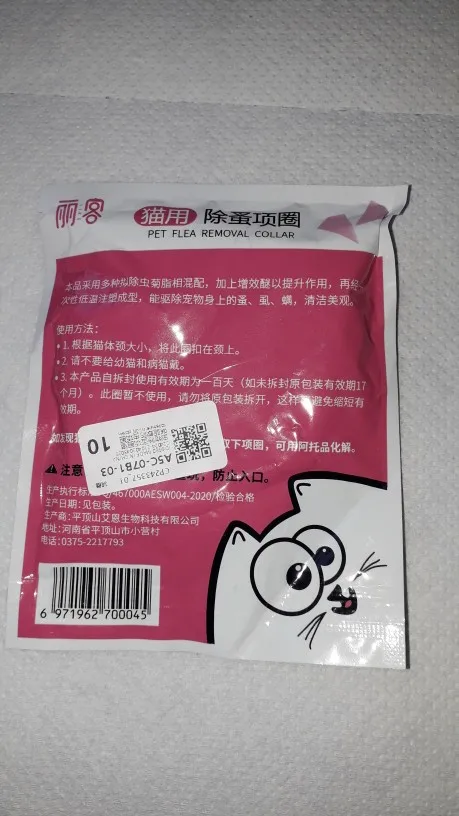 丽客 猫用 除蚤项圈
PET FLEA REMOVAL COLLAR
本品采用多种拟除虫菊脂相混配，加上增效醚以提升作用，再经
次性低温注塑成型，能驱除宠物身上的蚤、虱、螨，清洁美观。
使用方法：
•1. 根据猫体颈大小，将此圈扣在颈上。
•2. 请不要给幼猫和病猫戴。
•3. 本产品自拆封使用有效期为一百天（如未拆封原包装有效期17
个月）。此圈暂不使用，请勿将原包装拆开，这样 避免缩短有
效期。
取下项圈，可用阿托品化解。
注意 玩，防止入口。
生产执行标 467000AESW004-2020/检验合格
生产日期：见包装。
生产商：平顶山艾恩生物科技有限公司
地址：河南省平顶山市小营村
电话：0375-2217793
6 971962 700045
CP243357_01
A5C-07B1-03
10